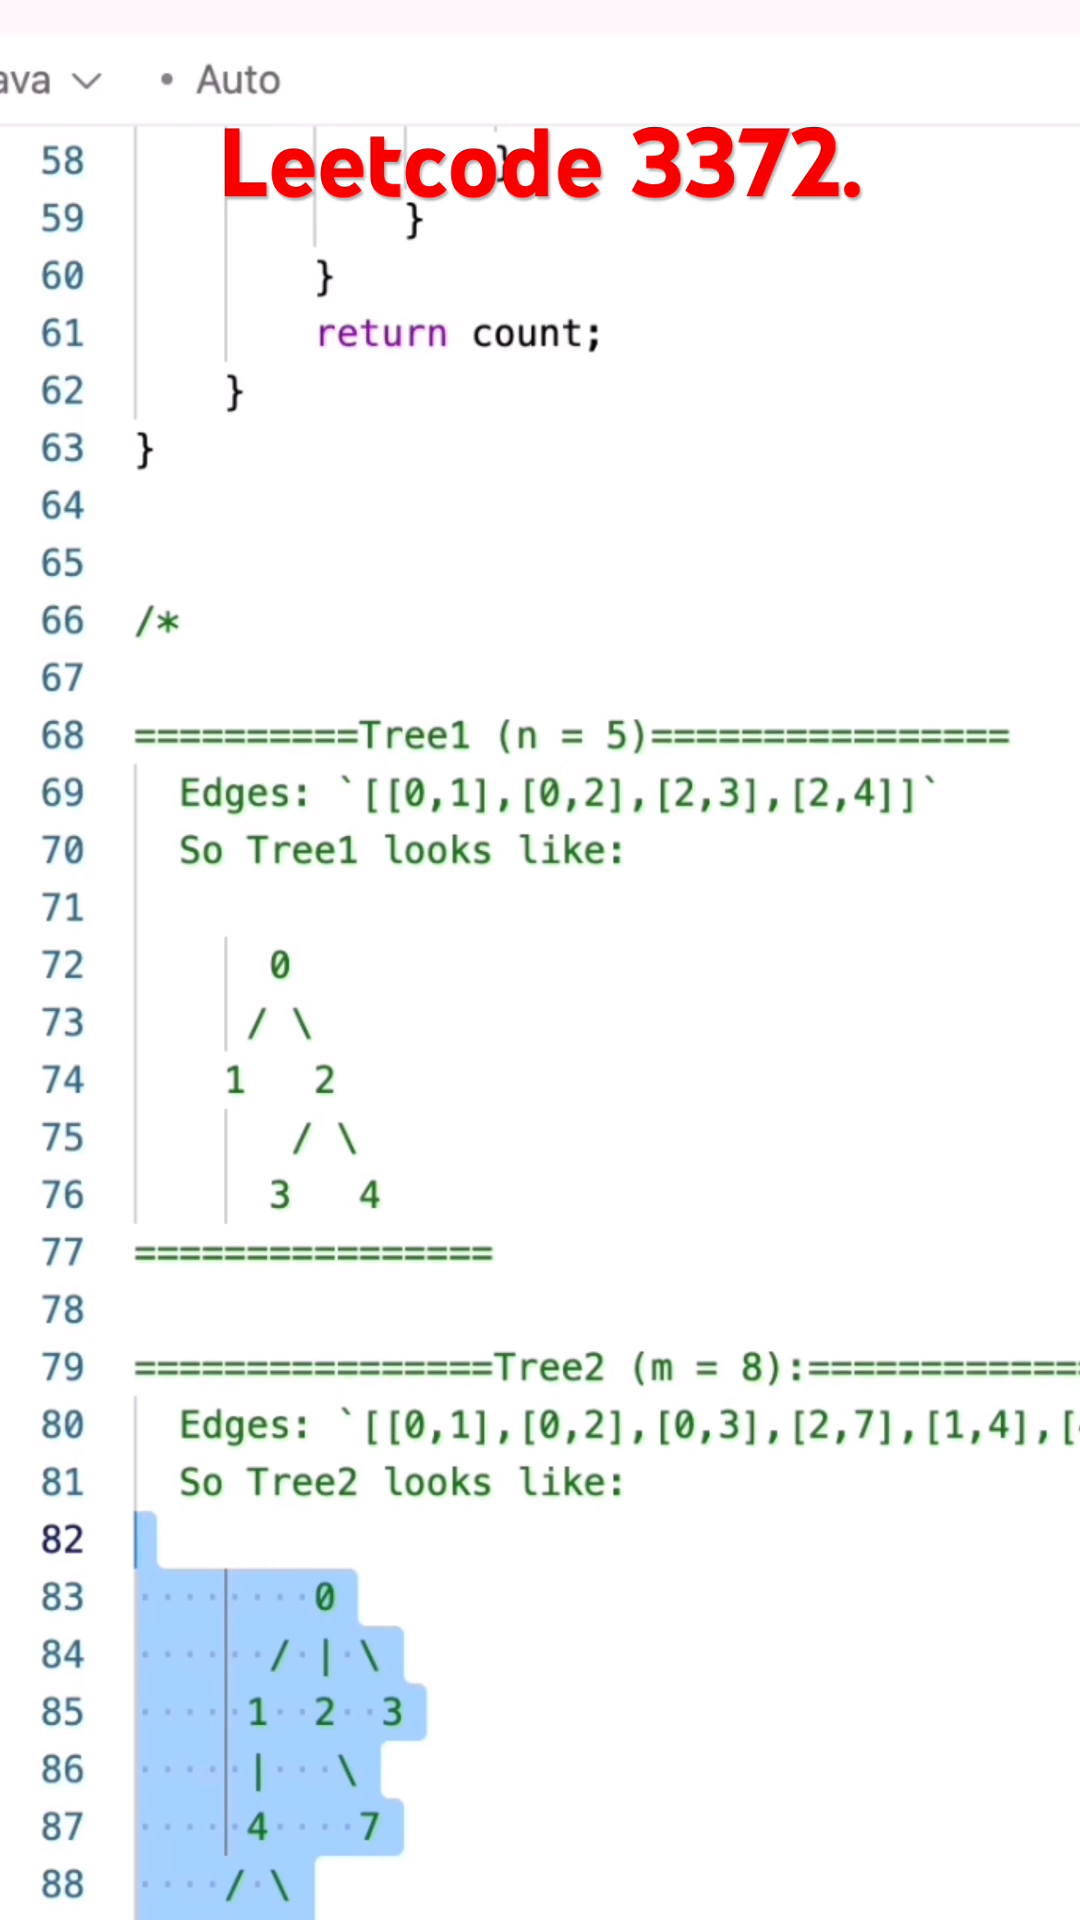 ava • Auto
Leetcode 3372.
58 }
59 }
60 }
61 return count;
62 }
63 }
64
65
66 /*
67
68 ==========Tree1 (n = 5)================
69 Edges: `[[0,1],[0,2],[2,3],[2,4]]`
70 So Tree1 looks like:
71
72 0
73 / \
74 1 2
75 / \
76 3 4
77 ================
78
79 ================Tree2 (m = 8):============
80 Edges: `[[0,1],[0,2],[0,3],[2,7],[1,4],[
81 So Tree2 looks like:
82
83 0
84 / | \
85 1 2 3
86 | \
87 4 7
88 / \